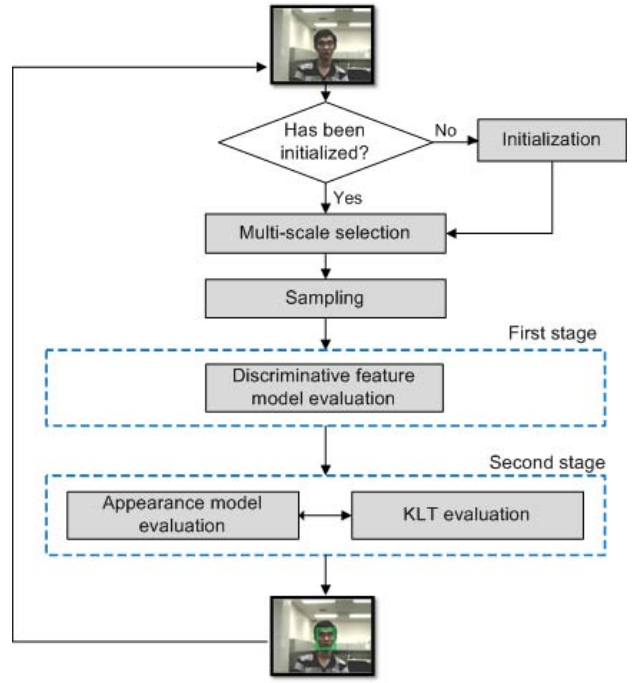 Has been
initialized?
No
Initialization
Yes
Multi-scale selection
Sampling
First stage
Discriminative feature
model evaluation
Second stage
Appearance model
evaluation
KLT evaluation